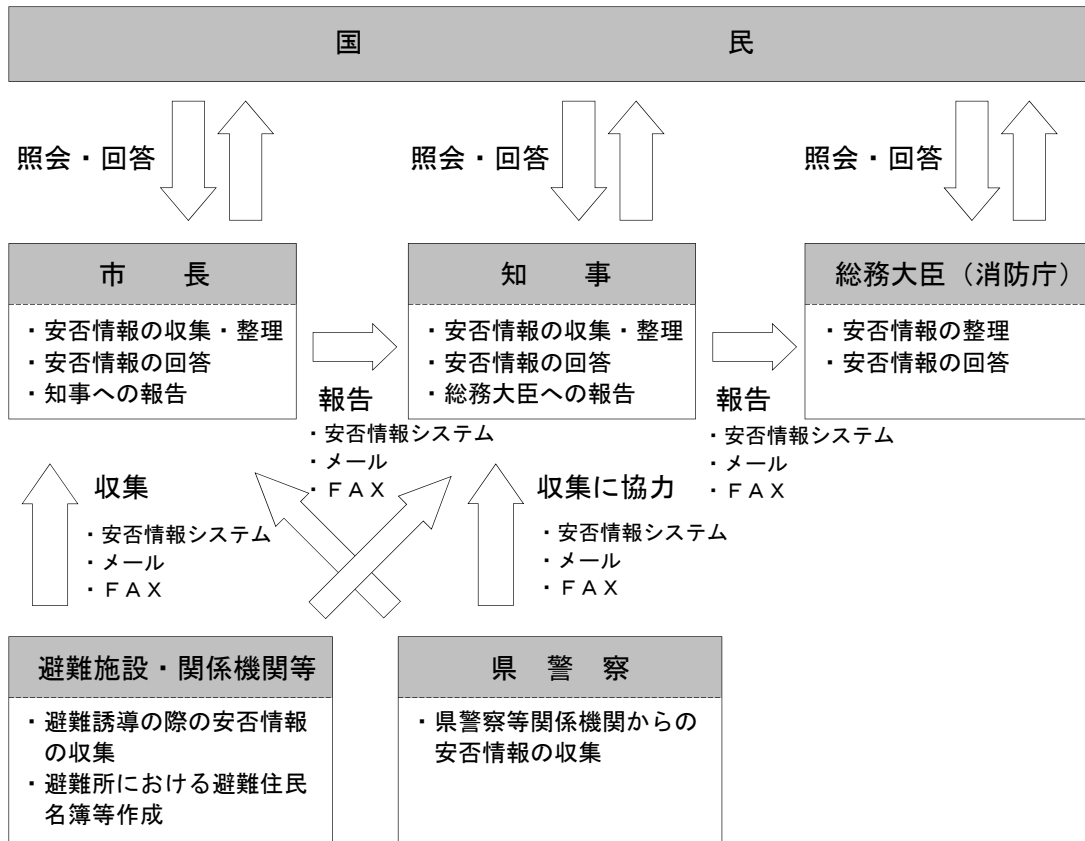 国　　　　民
照会・回答
照会・回答
照会・回答
市　　長
・安否情報の収集・整理
・安否情報の回答
・知事への報告
知　　事
・安否情報の収集・整理
・安否情報の回答
・総務大臣への報告
総務大臣（消防庁）
・安否情報の整理
・安否情報の回答
報告
・安否情報システム
・メール
・ＦＡＸ
報告
・安否情報システム
・メール
・ＦＡＸ
収集
・安否情報システム
・メール
・ＦＡＸ
収集に協力
・安否情報システム
・メール
・ＦＡＸ
避難施設・関係機関等
・避難誘導の際の安否情報
の収集
・避難所における避難住民
名簿等作成
県　警　察
・県警察等関係機関からの
安否情報の収集